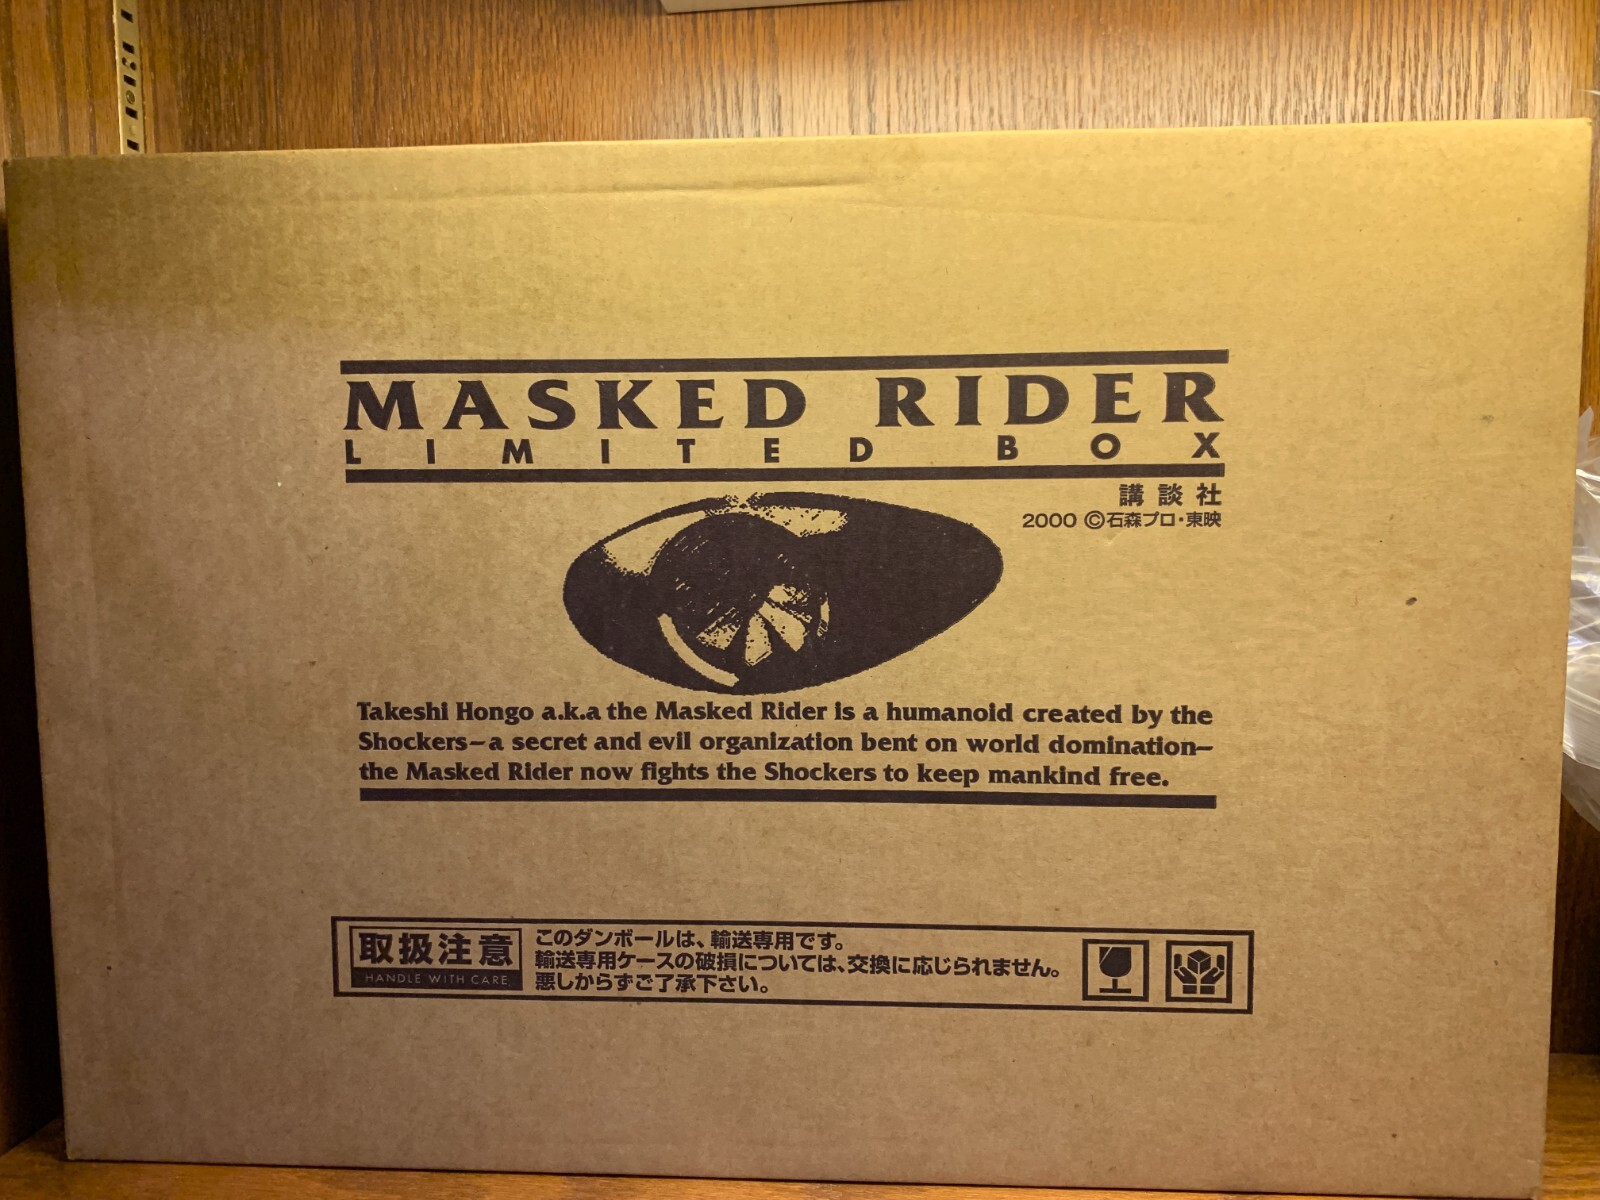 MASKED RIDER
LIMITED BOX
講談社
2000 ©石森プロ・東映
Takeshi Hongo a.k.a the Masked Rider is a humanoid created by the
Shockers–a secret and evil organization bent on world domination–
the Masked Rider now fights the Shockers to keep mankind free.
取扱注意
HANDLE WITH CARE.
このダンボールは、輸送専用です。
輸送専用ケースの破損については、交換に応じられません。
悪しからずご了承下さい。